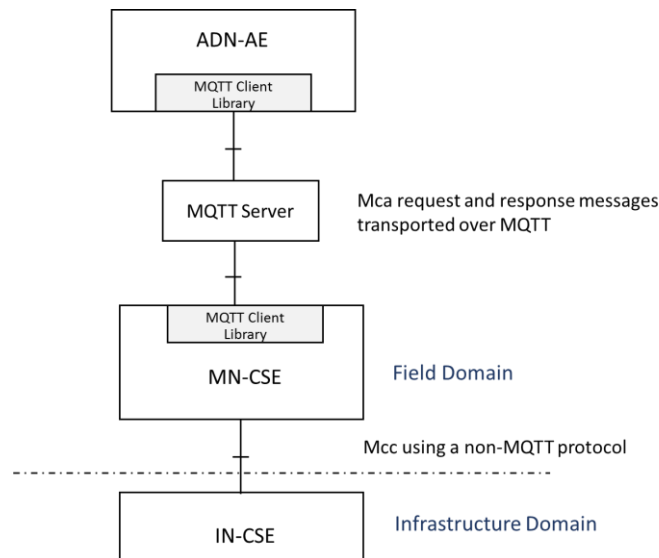 ADN-AE
MQTT Client
Library
MQTT Server
Mca request and response messages
transported over MQTT
MQTT Client
Library
MN-CSE
Field Domain
Mcc using a non-MQTT protocol
IN-CSE
Infrastructure Domain